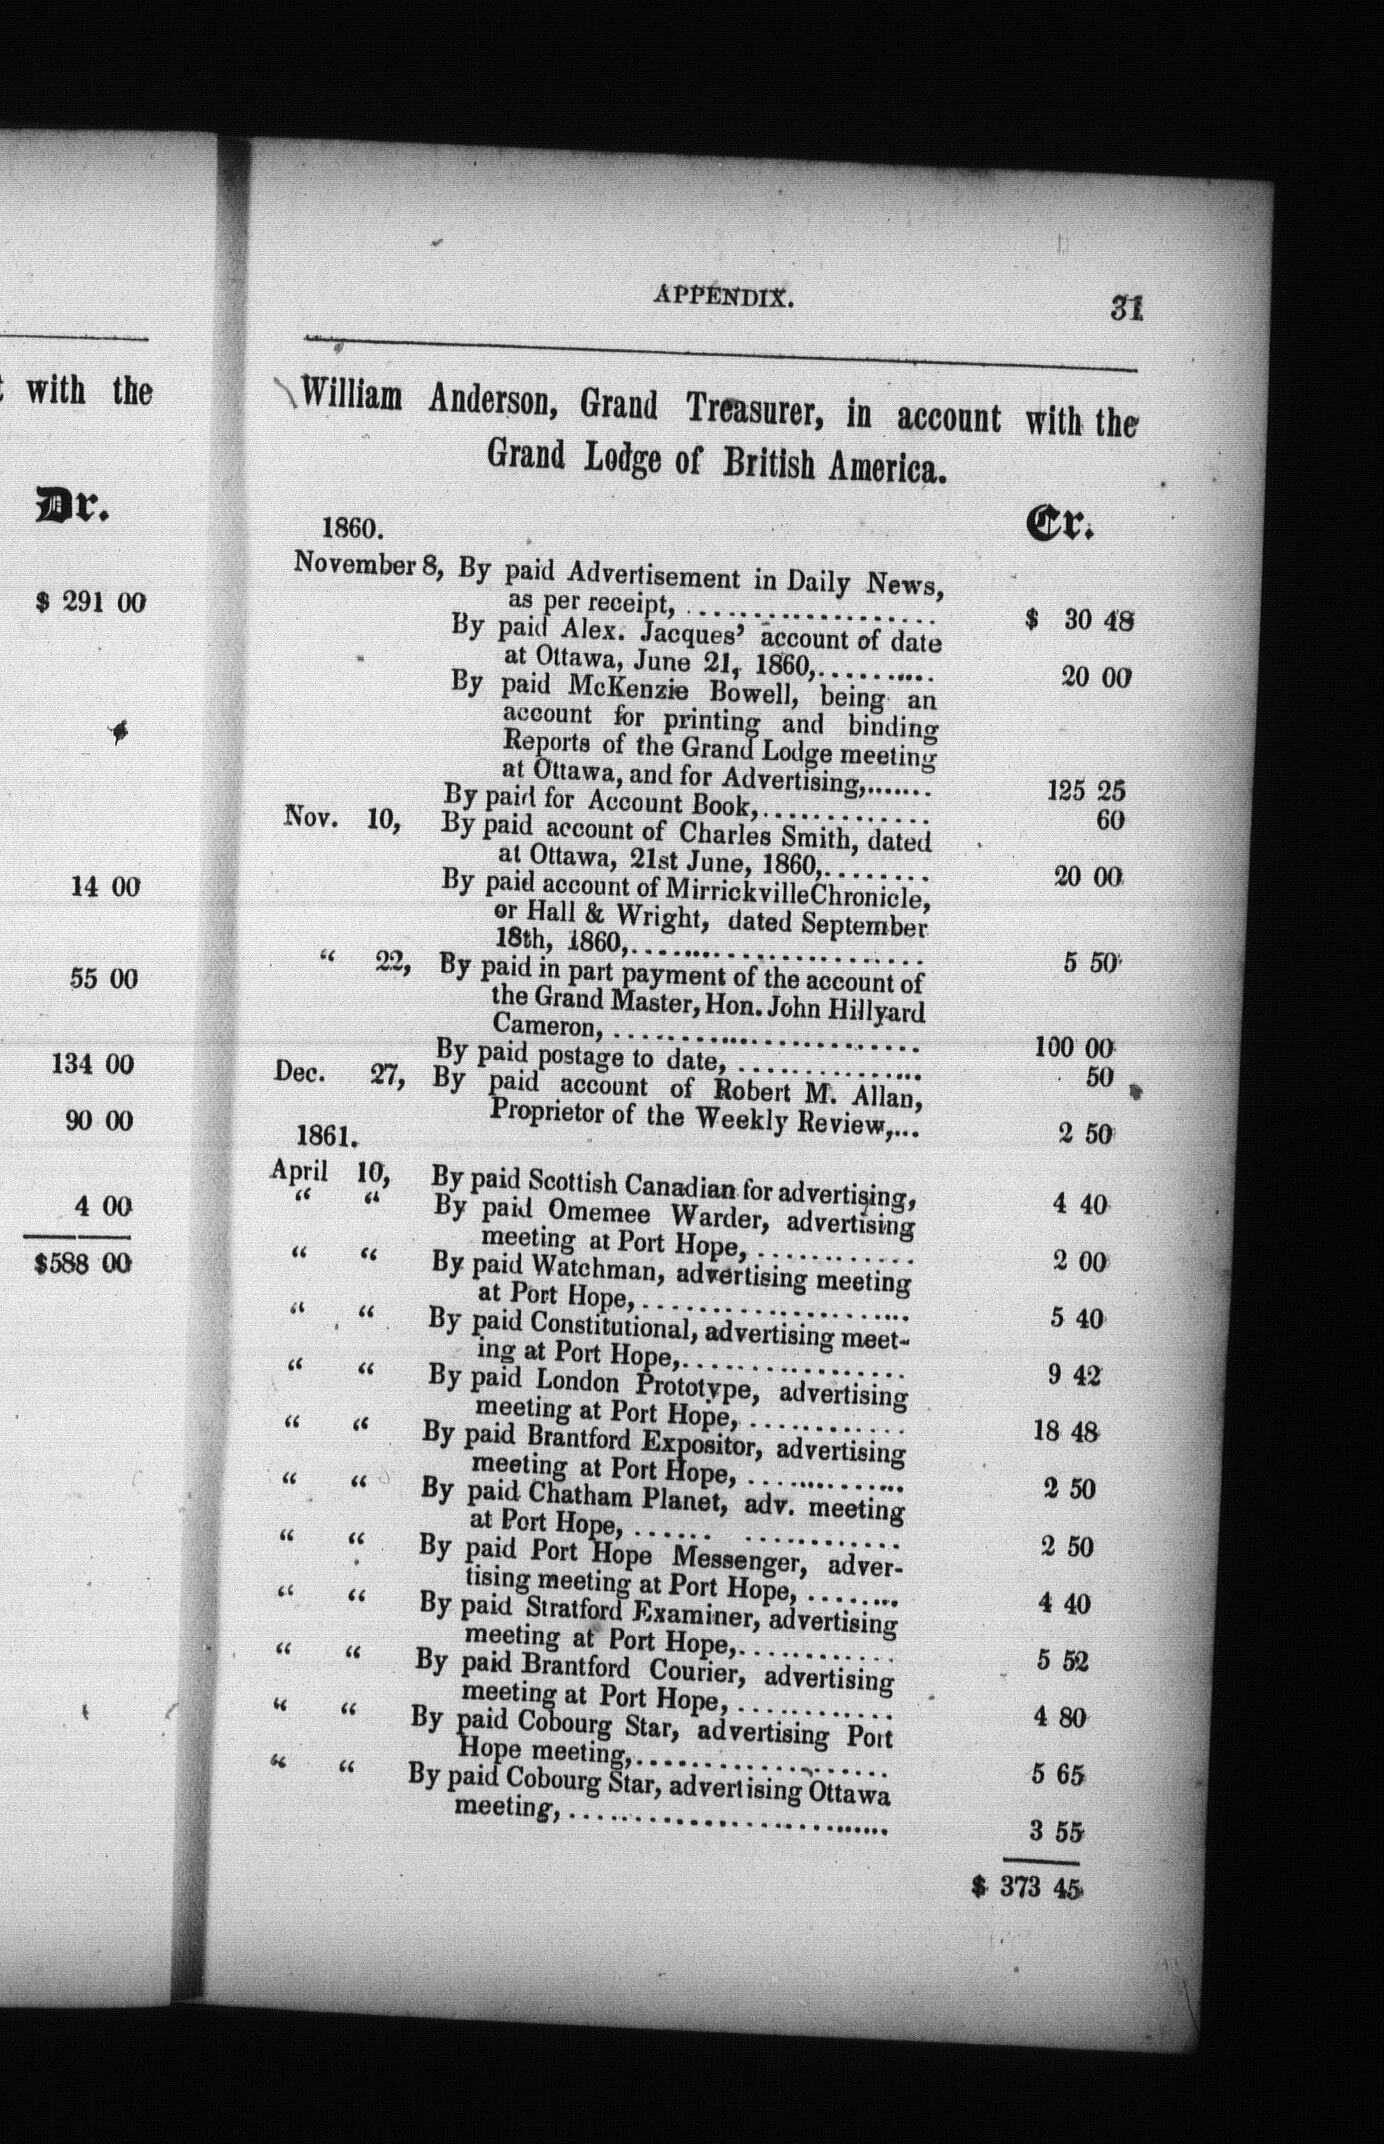 with the
Dr.
$ 291 00
14 00
55 00
134 00
90 00
4 00
$588 00
APPENDIX. 31
William Anderson, Grand Treasurer, in account with the
Grand Lodge of British America.
Cr.
1860.
November 8, By paid Advertisement in Daily News,
as per receipt, .................. $ 30 48
By paid Alex. Jacques' account of date
at Ottawa, June 21, 1860,......... 20 00
By paid McKenzie Bowell, being an
account for printing and binding
Reports of the Grand Lodge meeting
at Ottawa, and for Advertising,....... 125 25
By paid for Account Book,............. 60
Nov. 10, By paid account of Charles Smith, dated
at Ottawa, 21st June, 1860,........ 20 00
By paid account of MirrickvilleChronicle,
or Hall & Wright, dated September
18th, 1860,...................... 5 50
" 22, By paid in part payment of the account of
the Grand Master, Hon. John Hillyard
Cameron, ....................... 100 00
By paid postage to date, .............. 50
Dec. 27, By paid account of Robert M. Allan,
Proprietor of the Weekly Review,... 2 50
1861.
April 10, By paid Scottish Canadian for advertising, 4 40
" " By paid Omemee Warder, advertising
meeting at Port Hope, ............ 2 00
" " By paid Watchman, advertising meeting
at Port Hope,.................... 5 40
" " By paid Constitutional, advertising meet-
ing at Port Hope,................. 9 42
" " By paid London Prototype, advertising
meeting at Port Hope, ............ 18 48
" " By paid Brantford Expositor, advertising
meeting at Port Hope, ............ 2 50
" " By paid Chatham Planet, adv. meeting
at Port Hope, ...... ............ 2 50
" " By paid Port Hope Messenger, adver-
tising meeting at Port Hope, ........ 4 40
" " By paid Stratford Examiner, advertising
meeting at Port Hope,............ 5 52
" " By paid Brantford Courier, advertising
meeting at Port Hope, ............ 4 80
" " By paid Cobourg Star, advertising Port
Hope meeting,................... 5 65
" " By paid Cobourg Star, advertising Ottawa
meeting, ........................ 3 55
$ 373 45